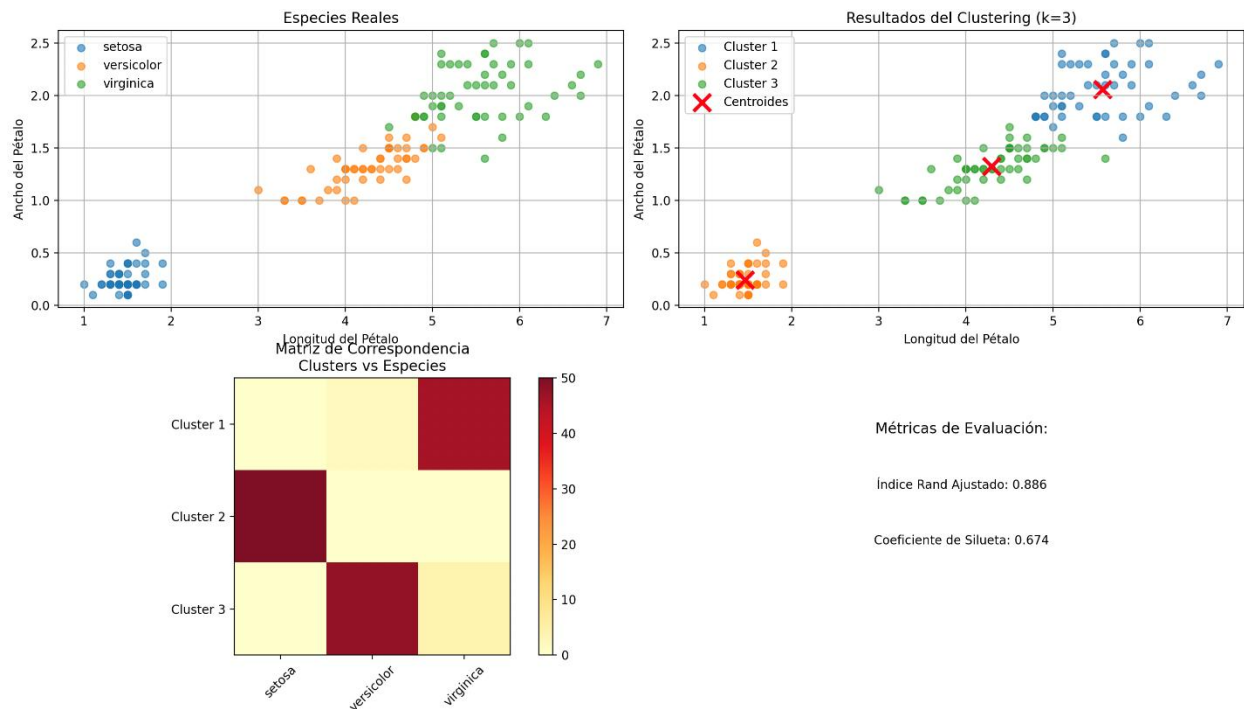 Especies Reales
setosa
versicolor
virginica
Ancho del Pétalo
2.5
2.0
1.5
1.0
0.5
0.0
1
2
3
4
5
6
7
Longitud del Pétalo
Resultados del Clustering (k=3)
Cluster 1
Cluster 2
Cluster 3
Centroides
Ancho del Pétalo
2.5
2.0
1.5
1.0
0.5
0.0
1
2
3
4
5
6
7
Longitud del Pétalo
Matriz de Correspondencia
Clusters vs Especies
Cluster 1
Cluster 2
Cluster 3
setosa
versicolor
virginica
50
40
30
20
10
0
Métricas de Evaluación:
Índice Rand Ajustado: 0.886
Coeficiente de Silueta: 0.674